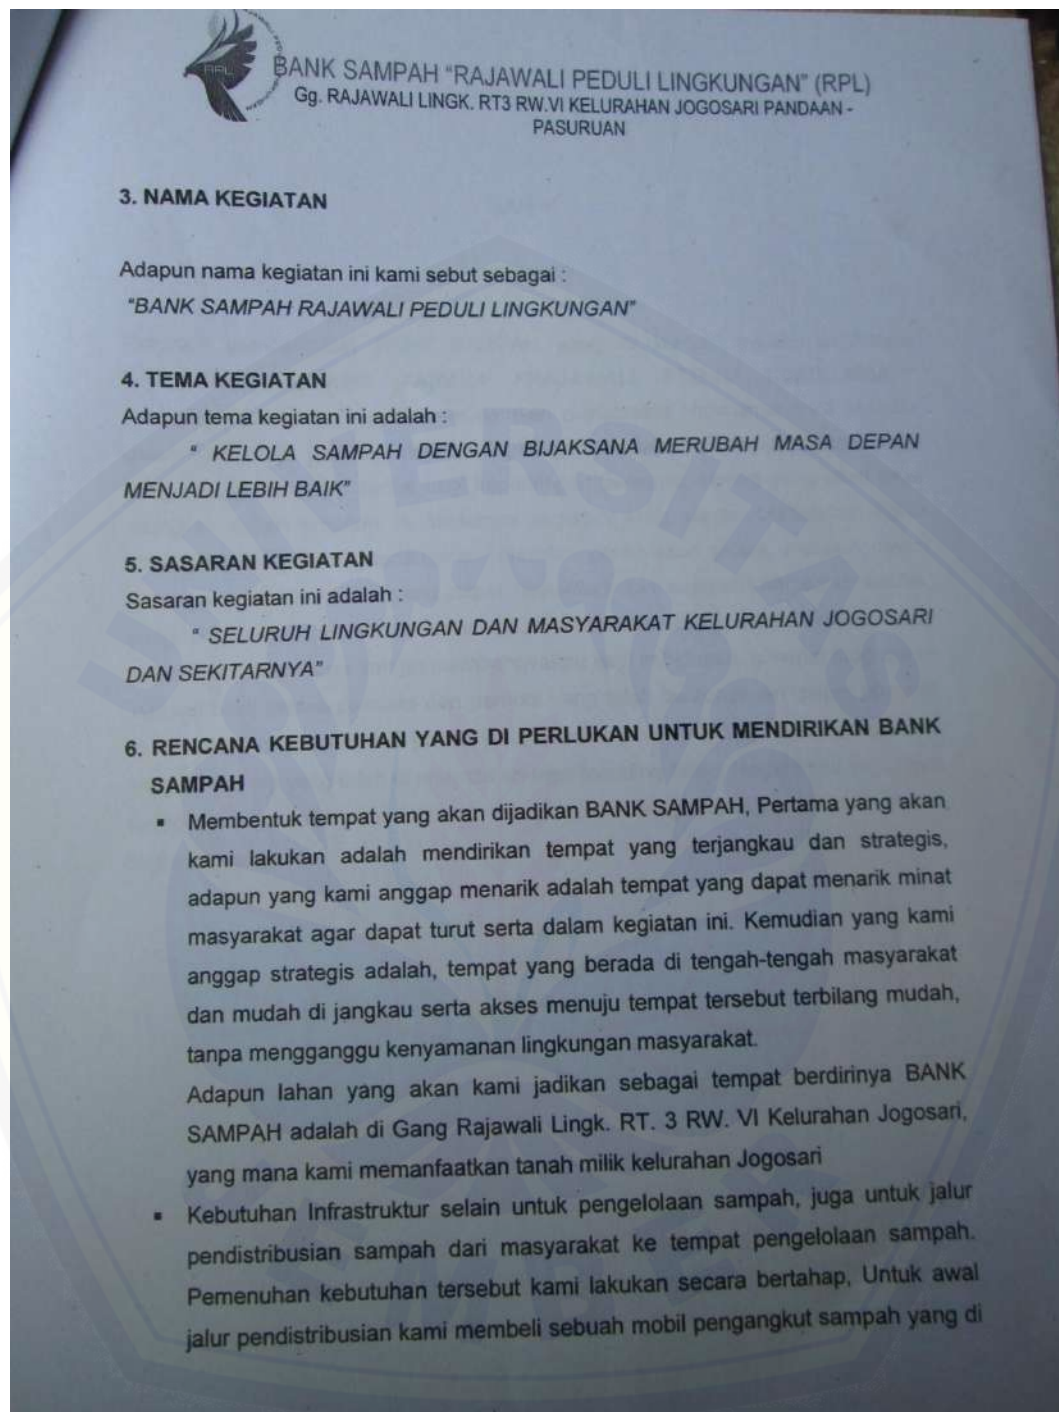 RPL
BANK SAMPAH "RAJAWALI PEDULI LINGKUNGAN" (RPL)
Gg. RAJAWALI LINGK. RT3 RW.VI KELURAHAN JOGOSARI PANDAAN -
PASURUAN
3. NAMA KEGIATAN
Adapun nama kegiatan ini kami sebut sebagai :
"BANK SAMPAH RAJAWALI PEDULI LINGKUNGAN"
4. TEMA KEGIATAN
Adapun tema kegiatan ini adalah :
" KELOLA SAMPAH DENGAN BIJAKSANA MERUBAH MASA DEPAN
MENJADI LEBIH BAIK"
5. SASARAN KEGIATAN
Sasaran kegiatan ini adalah :
" SELURUH LINGKUNGAN DAN MASYARAKAT KELURAHAN JOGOSARI
DAN SEKITARNYA"
6. RENCANA KEBUTUHAN YANG DI PERLUKAN UNTUK MENDIRIKAN BANK
SAMPAH
▪ Membentuk tempat yang akan dijadikan BANK SAMPAH, Pertama yang akan
kami lakukan adalah mendirikan tempat yang terjangkau dan strategis,
adapun yang kami anggap menarik adalah tempat yang dapat menarik minat
masyarakat agar dapat turut serta dalam kegiatan ini. Kemudian yang kami
anggap strategis adalah, tempat yang berada di tengah-tengah masyarakat
dan mudah di jangkau serta akses menuju tempat tersebut terbilang mudah,
tanpa mengganggu kenyamanan lingkungan masyarakat.
Adapun lahan yang akan kami jadikan sebagai tempat berdirinya BANK
SAMPAH adalah di Gang Rajawali Lingk. RT. 3 RW. VI Kelurahan Jogosari,
yang mana kami memanfaatkan tanah milik kelurahan Jogosari
▪ Kebutuhan Infrastruktur selain untuk pengelolaan sampah, juga untuk jalur
pendistribusian sampah dari masyarakat ke tempat pengelolaan sampah.
Pemenuhan kebutuhan tersebut kami lakukan secara bertahap, Untuk awal
jalur pendistribusian kami membeli sebuah mobil pengangkut sampah yang di
UNIVERSITAS
JEMBER